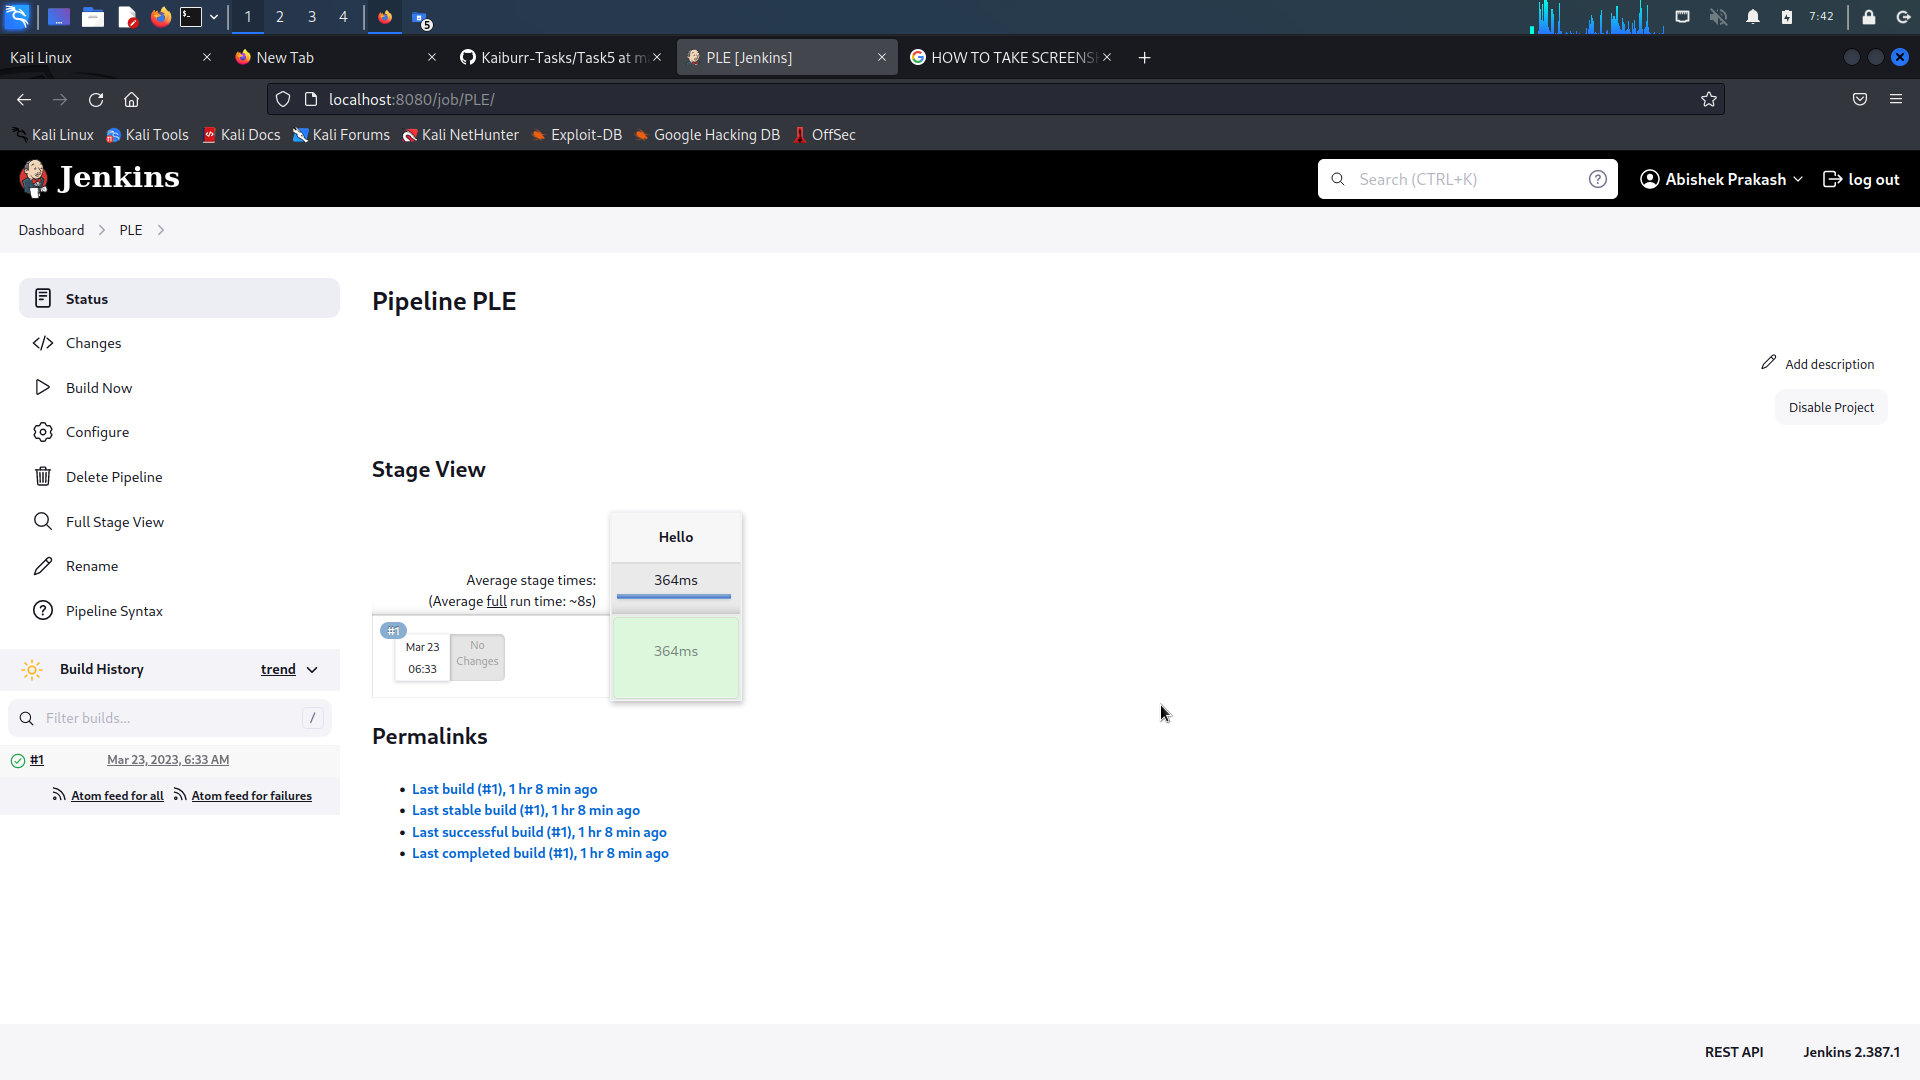 1 2 3 4 5 7:42
Kali Linux New Tab Kaiburr-Tasks/Task5 at m PLE [Jenkins] HOW TO TAKE SCREENS
localhost:8080/job/PLE/
Kali Linux Kali Tools Kali Docs Kali Forums Kali NetHunter Exploit-DB Google Hacking DB OffSec
Jenkins Search (CTRL+K) Abishek Prakash log out
Dashboard PLE
Status
Changes
Build Now
Configure
Delete Pipeline
Full Stage View
Rename
Pipeline Syntax
Build History trend
Filter builds... /
#1 Mar 23, 2023, 6:33 AM
Atom feed for all Atom feed for failures
Pipeline PLE
Add description
Disable Project
Stage View
Hello
Average stage times: 364ms
(Average full run time: ~8s)
#1
Mar 23 No
06:33 Changes
364ms
Permalinks
Last build (#1), 1 hr 8 min ago
Last stable build (#1), 1 hr 8 min ago
Last successful build (#1), 1 hr 8 min ago
Last completed build (#1), 1 hr 8 min ago
REST API Jenkins 2.387.1